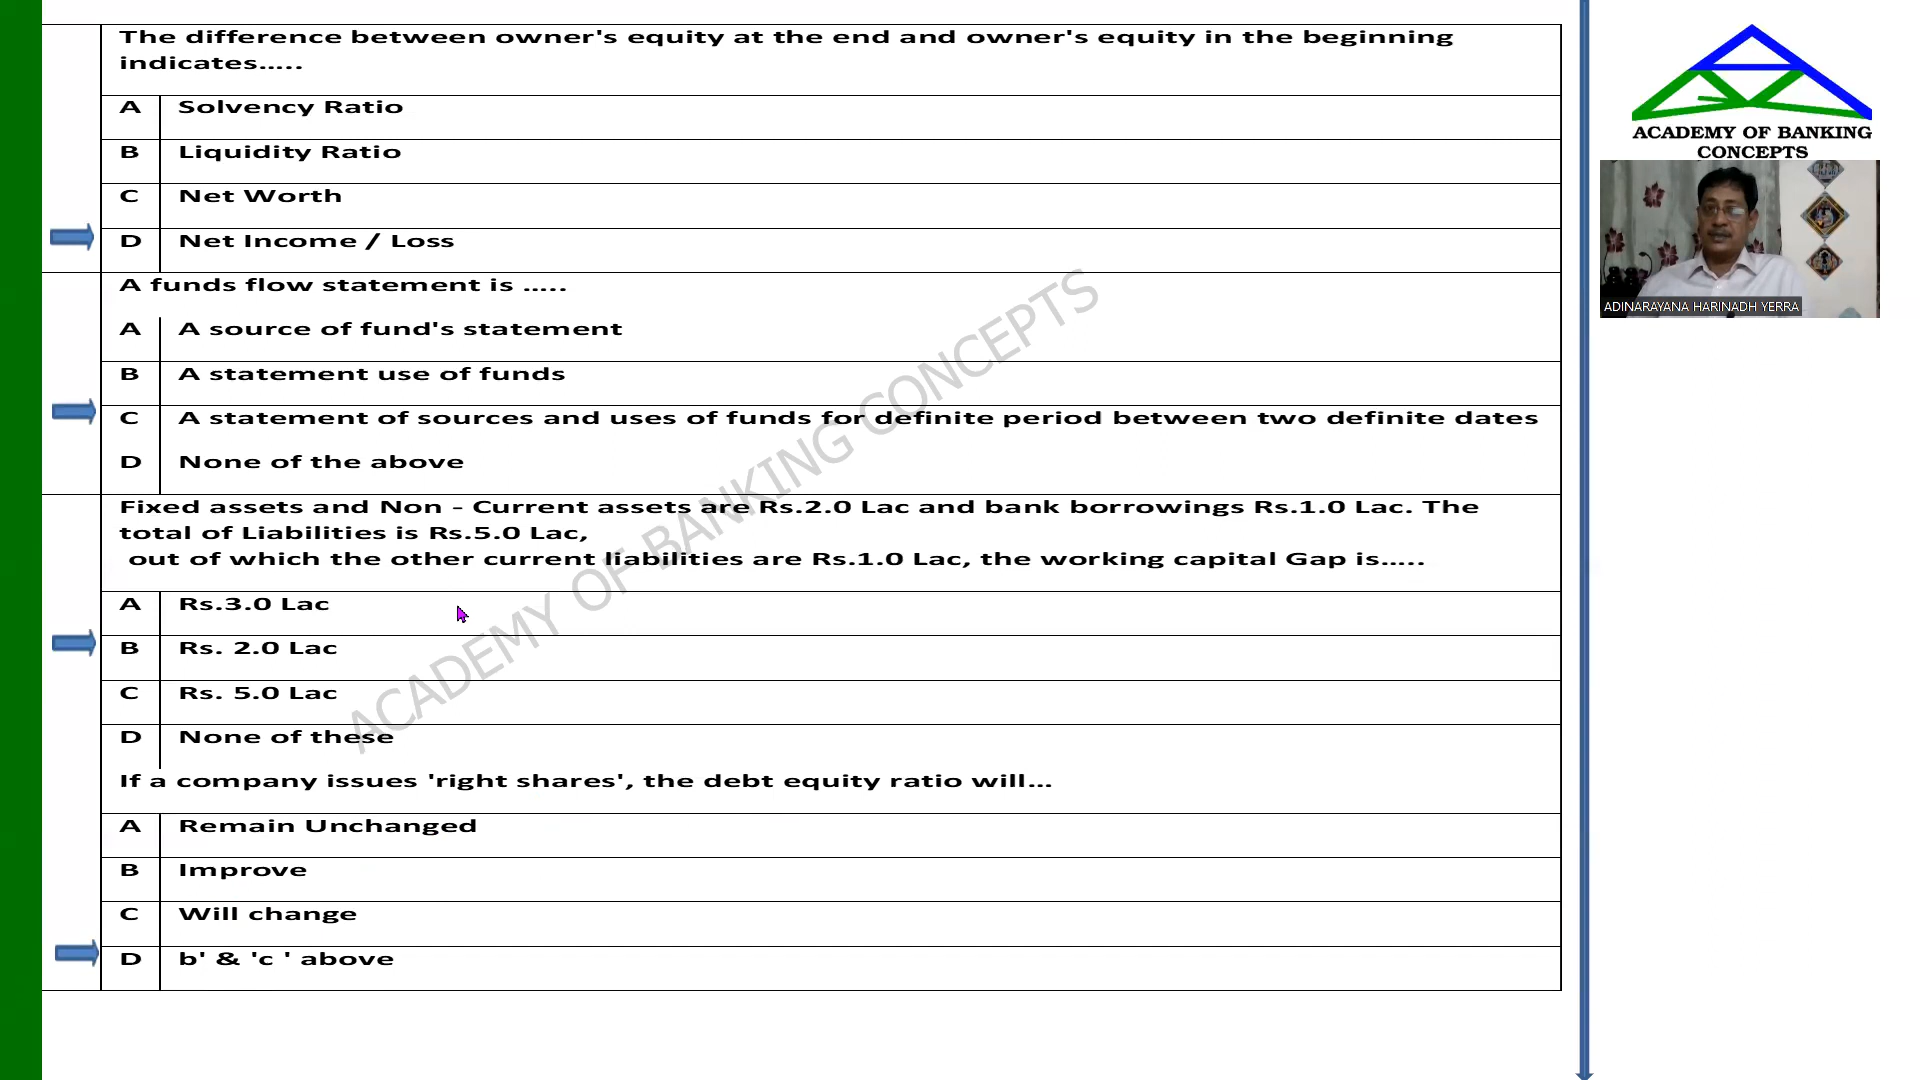 The difference between owner's equity at the end and owner's equity in the beginning
indicates.....
A Solvency Ratio
B Liquidity Ratio
C Net Worth
D Net Income / Loss
A funds flow statement is .....
A A source of fund's statement
B A statement use of funds
C A statement of sources and uses of funds for definite period between two definite dates
D None of the above
Fixed assets and Non - Current assets are Rs.2.0 Lac and bank borrowings Rs.1.0 Lac. The
total of Liabilities is Rs.5.0 Lac,
out of which the other current liabilities are Rs.1.0 Lac, the working capital Gap is.....
A Rs.3.0 Lac
B Rs. 2.0 Lac
C Rs. 5.0 Lac
D None of these
If a company issues 'right shares', the debt equity ratio will...
A Remain Unchanged
B Improve
C Will change
D b' & 'c ' above
ACADEMY OF BANKING CONCEPTS
ACADEMY OF BANKING
CONCEPTS
ADINARAYANA HARINADH YERRA